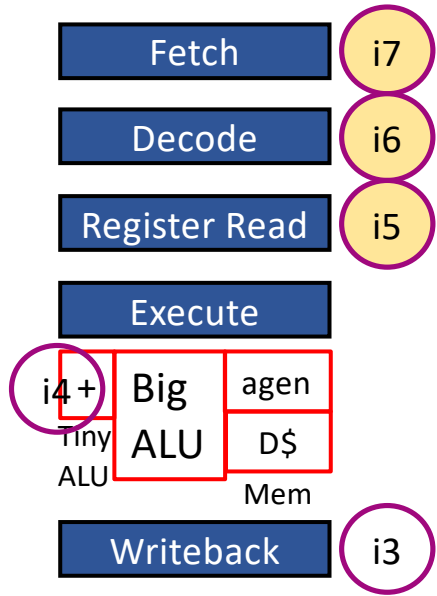 Fetch i7
Decode i6
Register Read i5
Execute
i4 + Big agen
Tiny ALU D$
ALU
Mem
Writeback i3